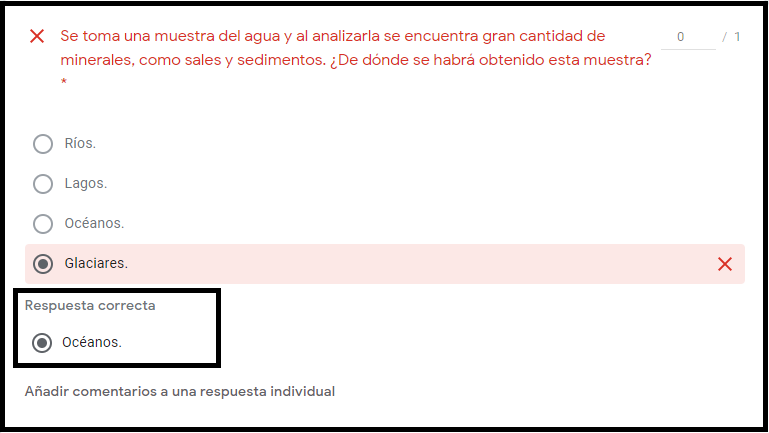 Se toma una muestra del agua y al analizarla se encuentra gran cantidad de
0 / 1
minerales, como sales y sedimentos. ¿De dónde se habrá obtenido esta muestra?
*
Ríos.
Lagos.
Océanos.
Glaciares.
Respuesta correcta
Océanos.
Añadir comentarios a una respuesta individual